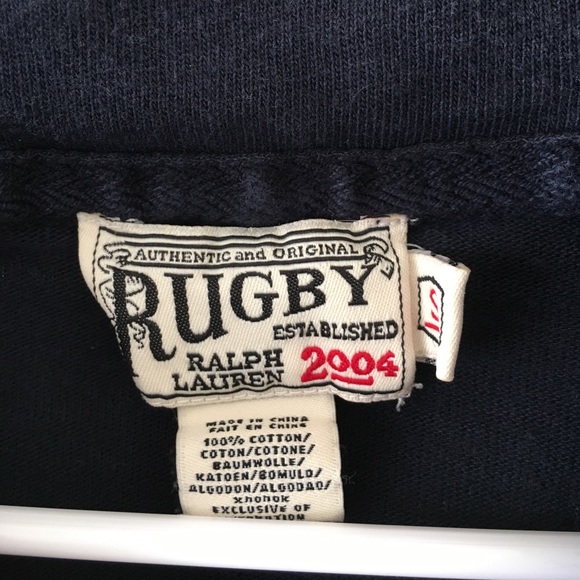 AUTHENTIC and ORIGINAL
RUGBY
ESTABLISHED
RALPH
LAUREN
2004
MADE IN CHINA
FAIT EN CHINE
100% COTTON/
COTON/COTONE/
BAUMWOLLE/
KATOEN/BOMULD/
ALGODON/ALGODAO/
xhonok
EXCLUSIVE OF